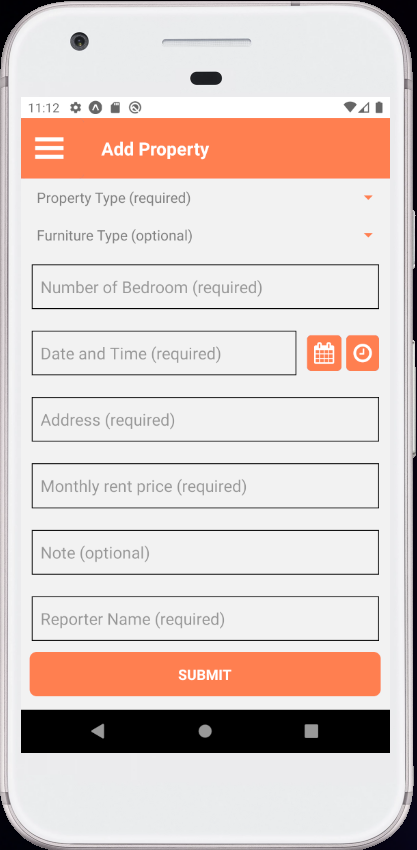 11:12
Add Property
Property Type (required)
Furniture Type (optional)
Number of Bedroom (required)
Date and Time (required)
Address (required)
Monthly rent price (required)
Note (optional)
Reporter Name (required)
SUBMIT